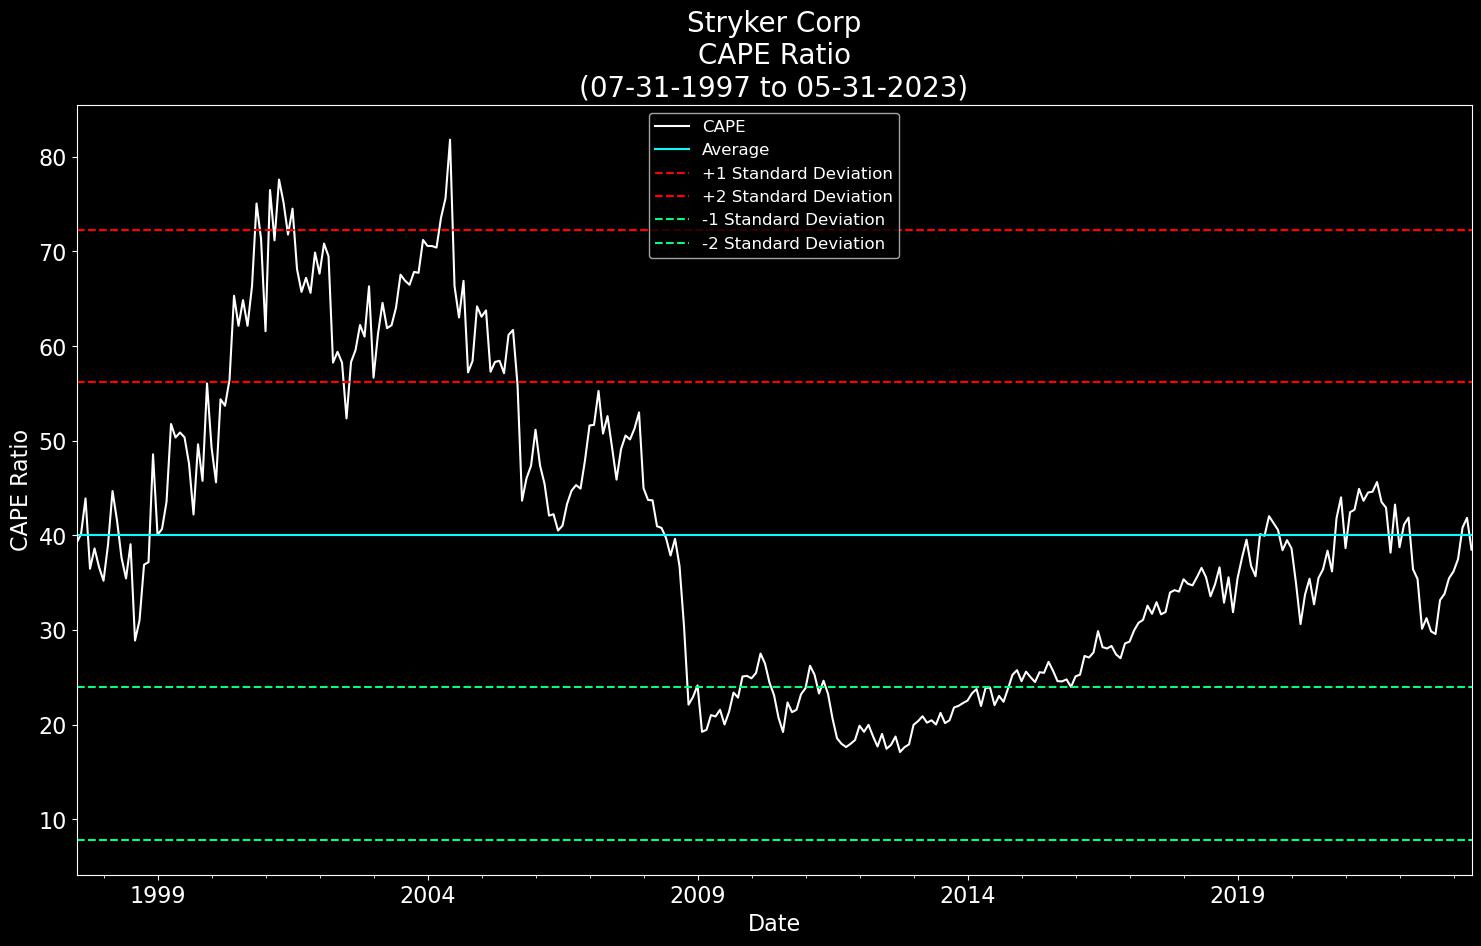 Stryker Corp
CAPE Ratio
(07-31-1997 to 05-31-2023)
CAPE
Average
+1 Standard Deviation
+2 Standard Deviation
-1 Standard Deviation
-2 Standard Deviation
80
70
60
50
40
30
20
10
CAPE Ratio
1999 2004 2009 2014 2019
Date